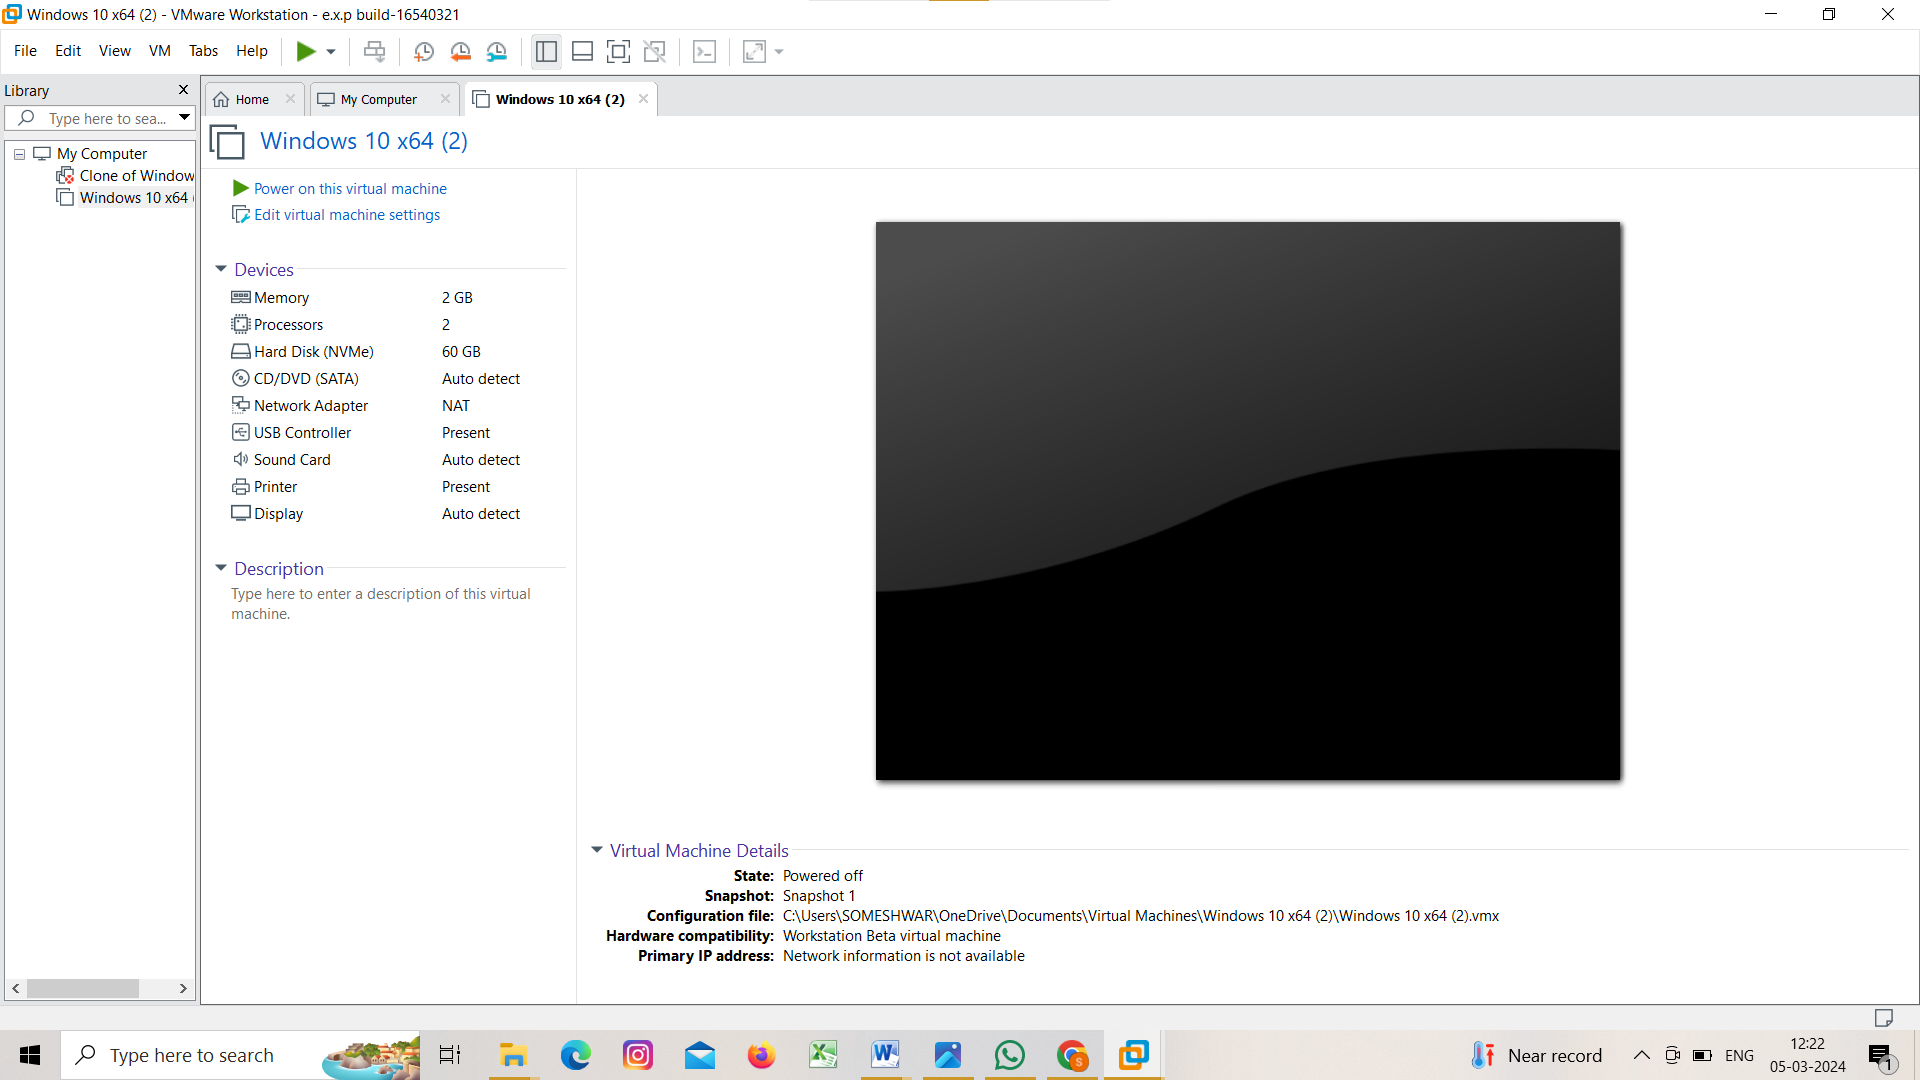 Windows 10 x64 (2) - VMware Workstation - e.x.p build-16540321
File Edit View VM Tabs Help
Library
Type here to sea...
My Computer
Clone of Window
Windows 10 x64
Home
My Computer
Windows 10 x64 (2)
Windows 10 x64 (2)
Power on this virtual machine
Edit virtual machine settings
Devices
Memory 2 GB
Processors 2
Hard Disk (NVMe) 60 GB
CD/DVD (SATA) Auto detect
Network Adapter NAT
USB Controller Present
Sound Card Auto detect
Printer Present
Display Auto detect
Description
Type here to enter a description of this virtual
machine.
Virtual Machine Details
State: Powered off
Snapshot: Snapshot 1
Configuration file: C:\Users\SOMESHWAR\OneDrive\Documents\Virtual Machines\Windows 10 x64 (2)\Windows 10 x64 (2).vmx
Hardware compatibility: Workstation Beta virtual machine
Primary IP address: Network information is not available
Type here to search
Near record
ENG
12:22
05-03-2024
1